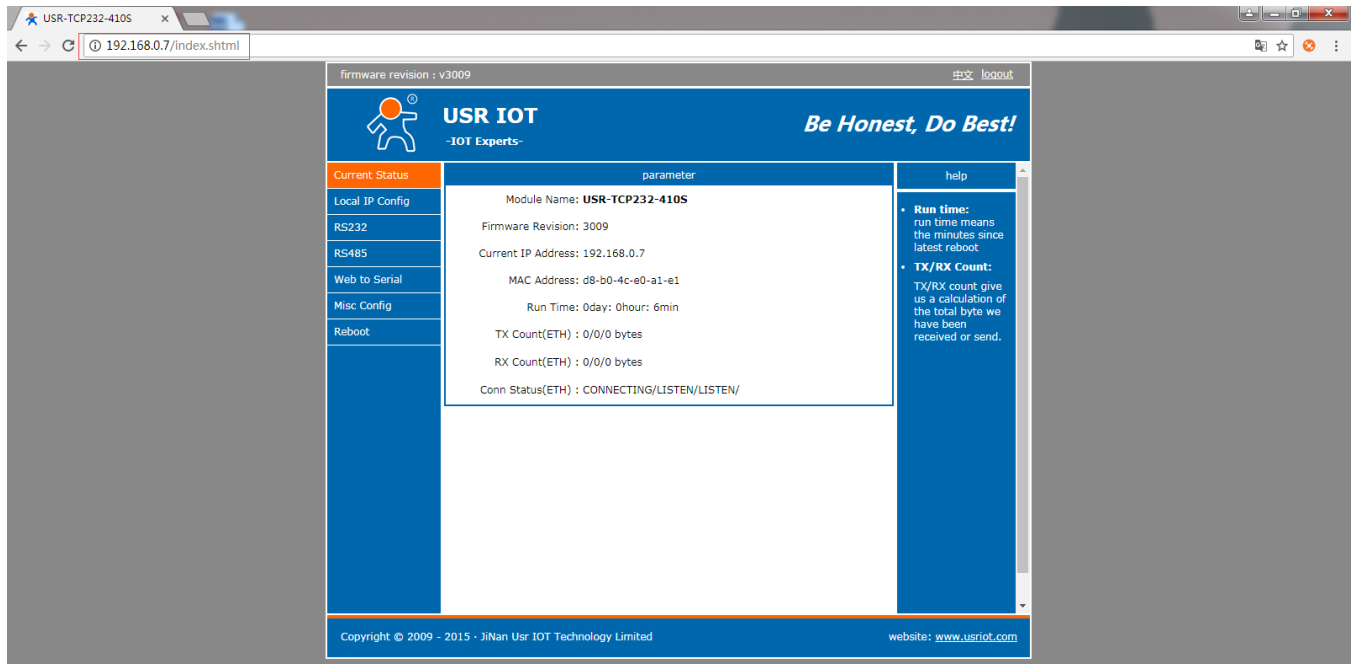 USR-TCP232-410S
192.168.0.7/index.shtml
firmware revision : v3009
中文 logout
®
USR IOT
-IOT Experts-
Be Honest, Do Best!
Current Status
Local IP Config
RS232
RS485
Web to Serial
Misc Config
Reboot
parameter
Module Name: USR-TCP232-410S
Firmware Revision: 3009
Current IP Address: 192.168.0.7
MAC Address: d8-b0-4c-e0-a1-e1
Run Time: 0day: 0hour: 6min
TX Count(ETH) : 0/0/0 bytes
RX Count(ETH) : 0/0/0 bytes
Conn Status(ETH) : CONNECTING/LISTEN/LISTEN/
help
• Run time:
run time means
the minutes since
latest reboot
• TX/RX Count:
TX/RX count give
us a calculation of
the total byte we
have been
received or send.
Copyright © 2009 - 2015 · JiNan Usr IOT Technology Limited
website: www.usriot.com